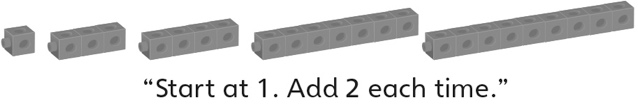 “Start at 1. Add 2 each time.”